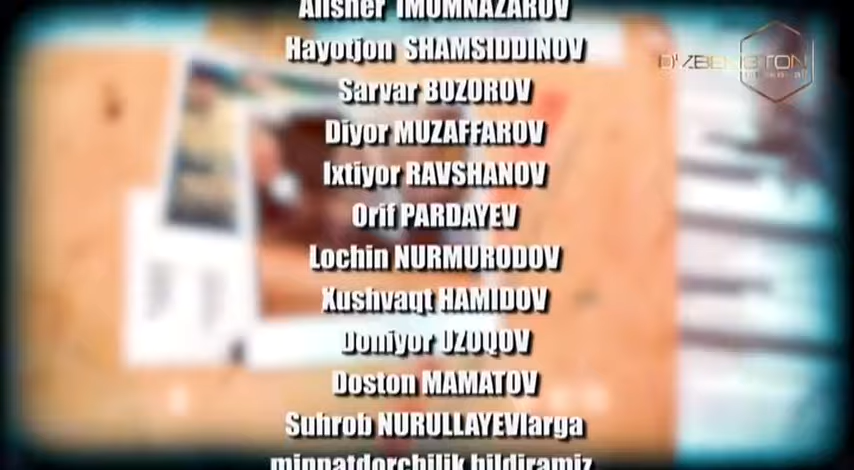 Alisher IMOMNAZAROV
Hayotjon SHAMSIDDINOV
Sarvar BOZOROV
Diyor MUZAFFAROV
Ixtiyor RAVSHANOV
Orif PARDAYEV
Lochin NURMURODOV
Xushvaqt HAMIDOV
Doniyor UZOQOV
Doston MAMATOV
Suhrob NURULLAYEVlarga
minnatdorchilik bildiramiz
O'ZBEKISTON